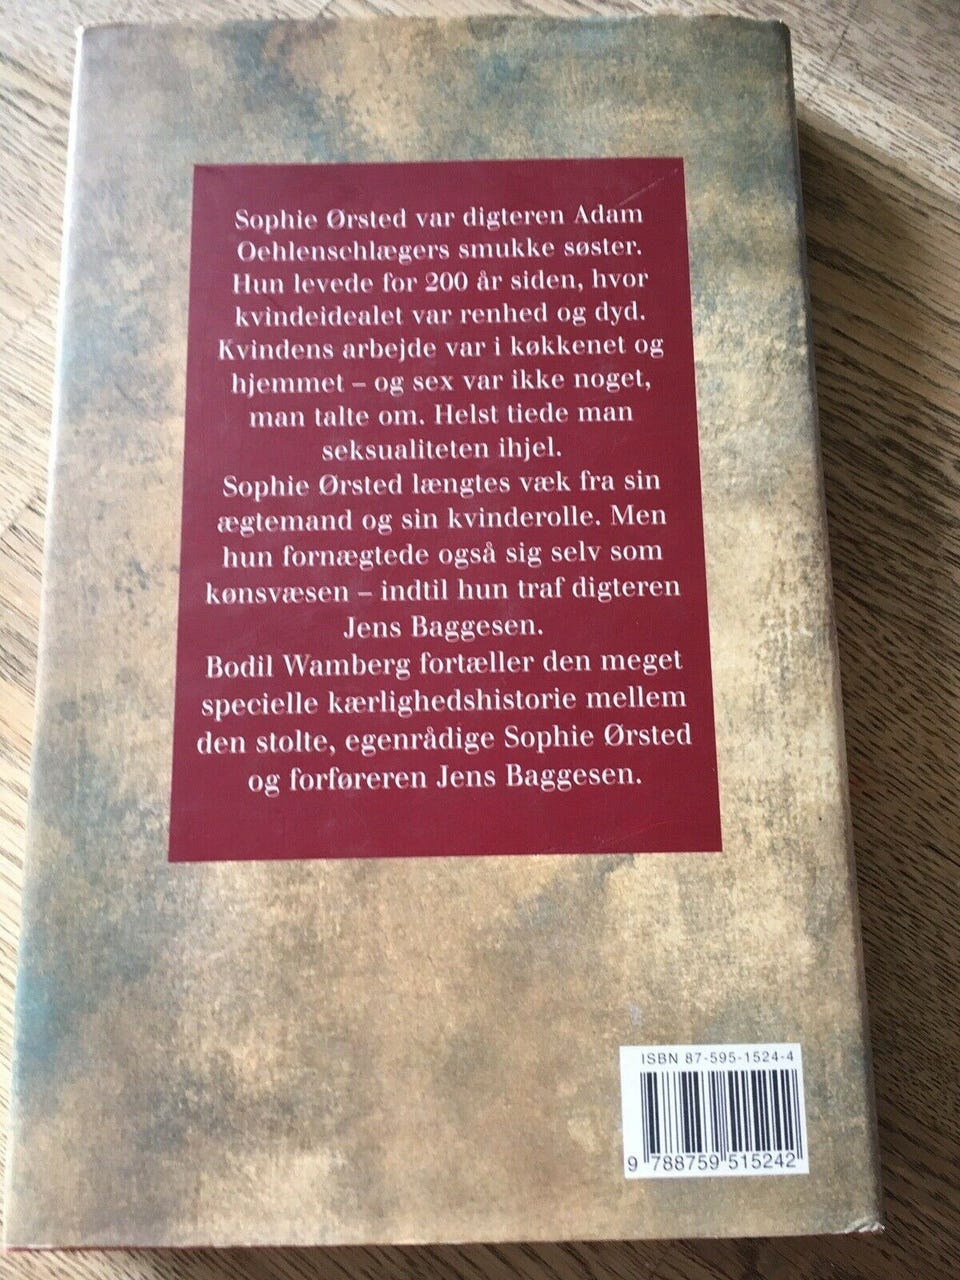 Sophie Ørsted var digteren Adam
Oehlenschlægers smukke søster.
Hun levede for 200 år siden, hvor
kvindeidealet var renhed og dyd.
Kvindens arbejde var i køkkenet og
hjemmet – og sex var ikke noget,
man talte om. Helst tiede man
seksualiteten ihjel.
Sophie Ørsted længtes væk fra sin
ægtemand og sin kvinderolle. Men
hun fornægtede også sig selv som
kønsvæsen – indtil hun traf digteren
Jens Baggesen.
Bodil Wamberg fortæller den meget
specielle kærlighedshistorie mellem
den stolte, egenrådige Sophie Ørsted
og forføreren Jens Baggesen.
ISBN 87-595-1524-4
9 788759 515242